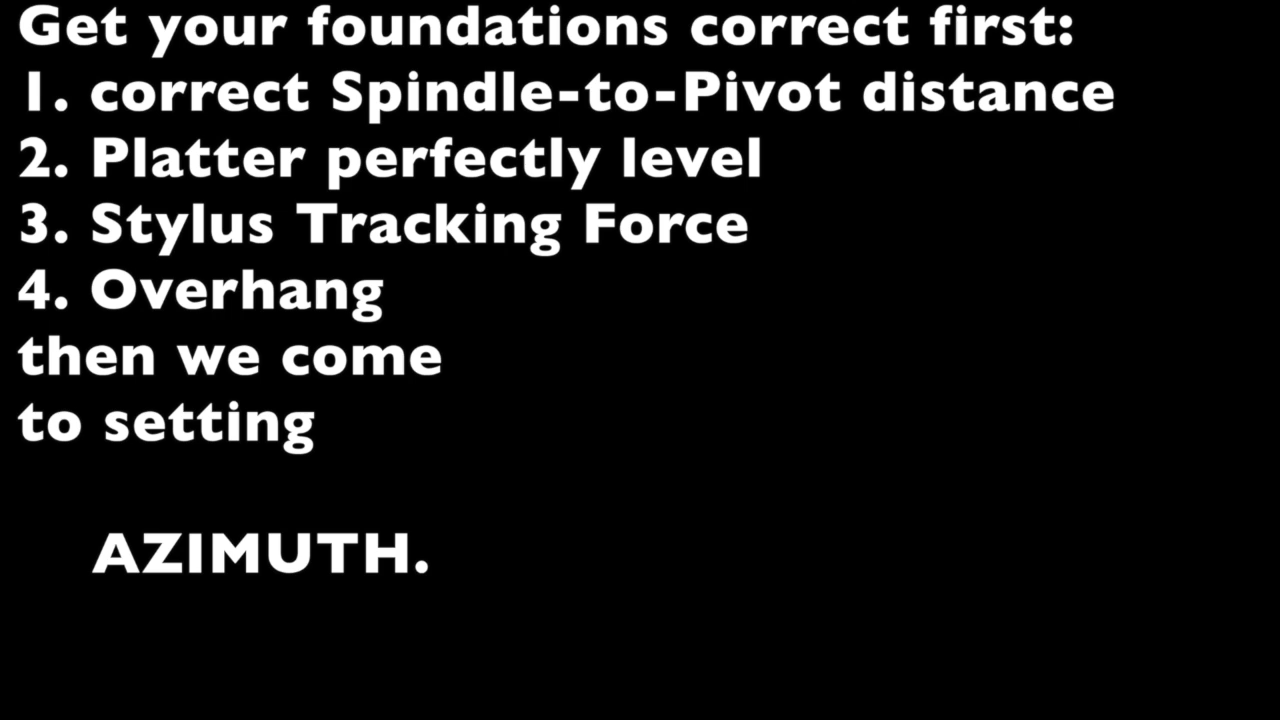 Get your foundations correct first:
1. correct Spindle-to-Pivot distance
2. Platter perfectly level
3. Stylus Tracking Force
4. Overhang
then we come
to setting
AZIMUTH.